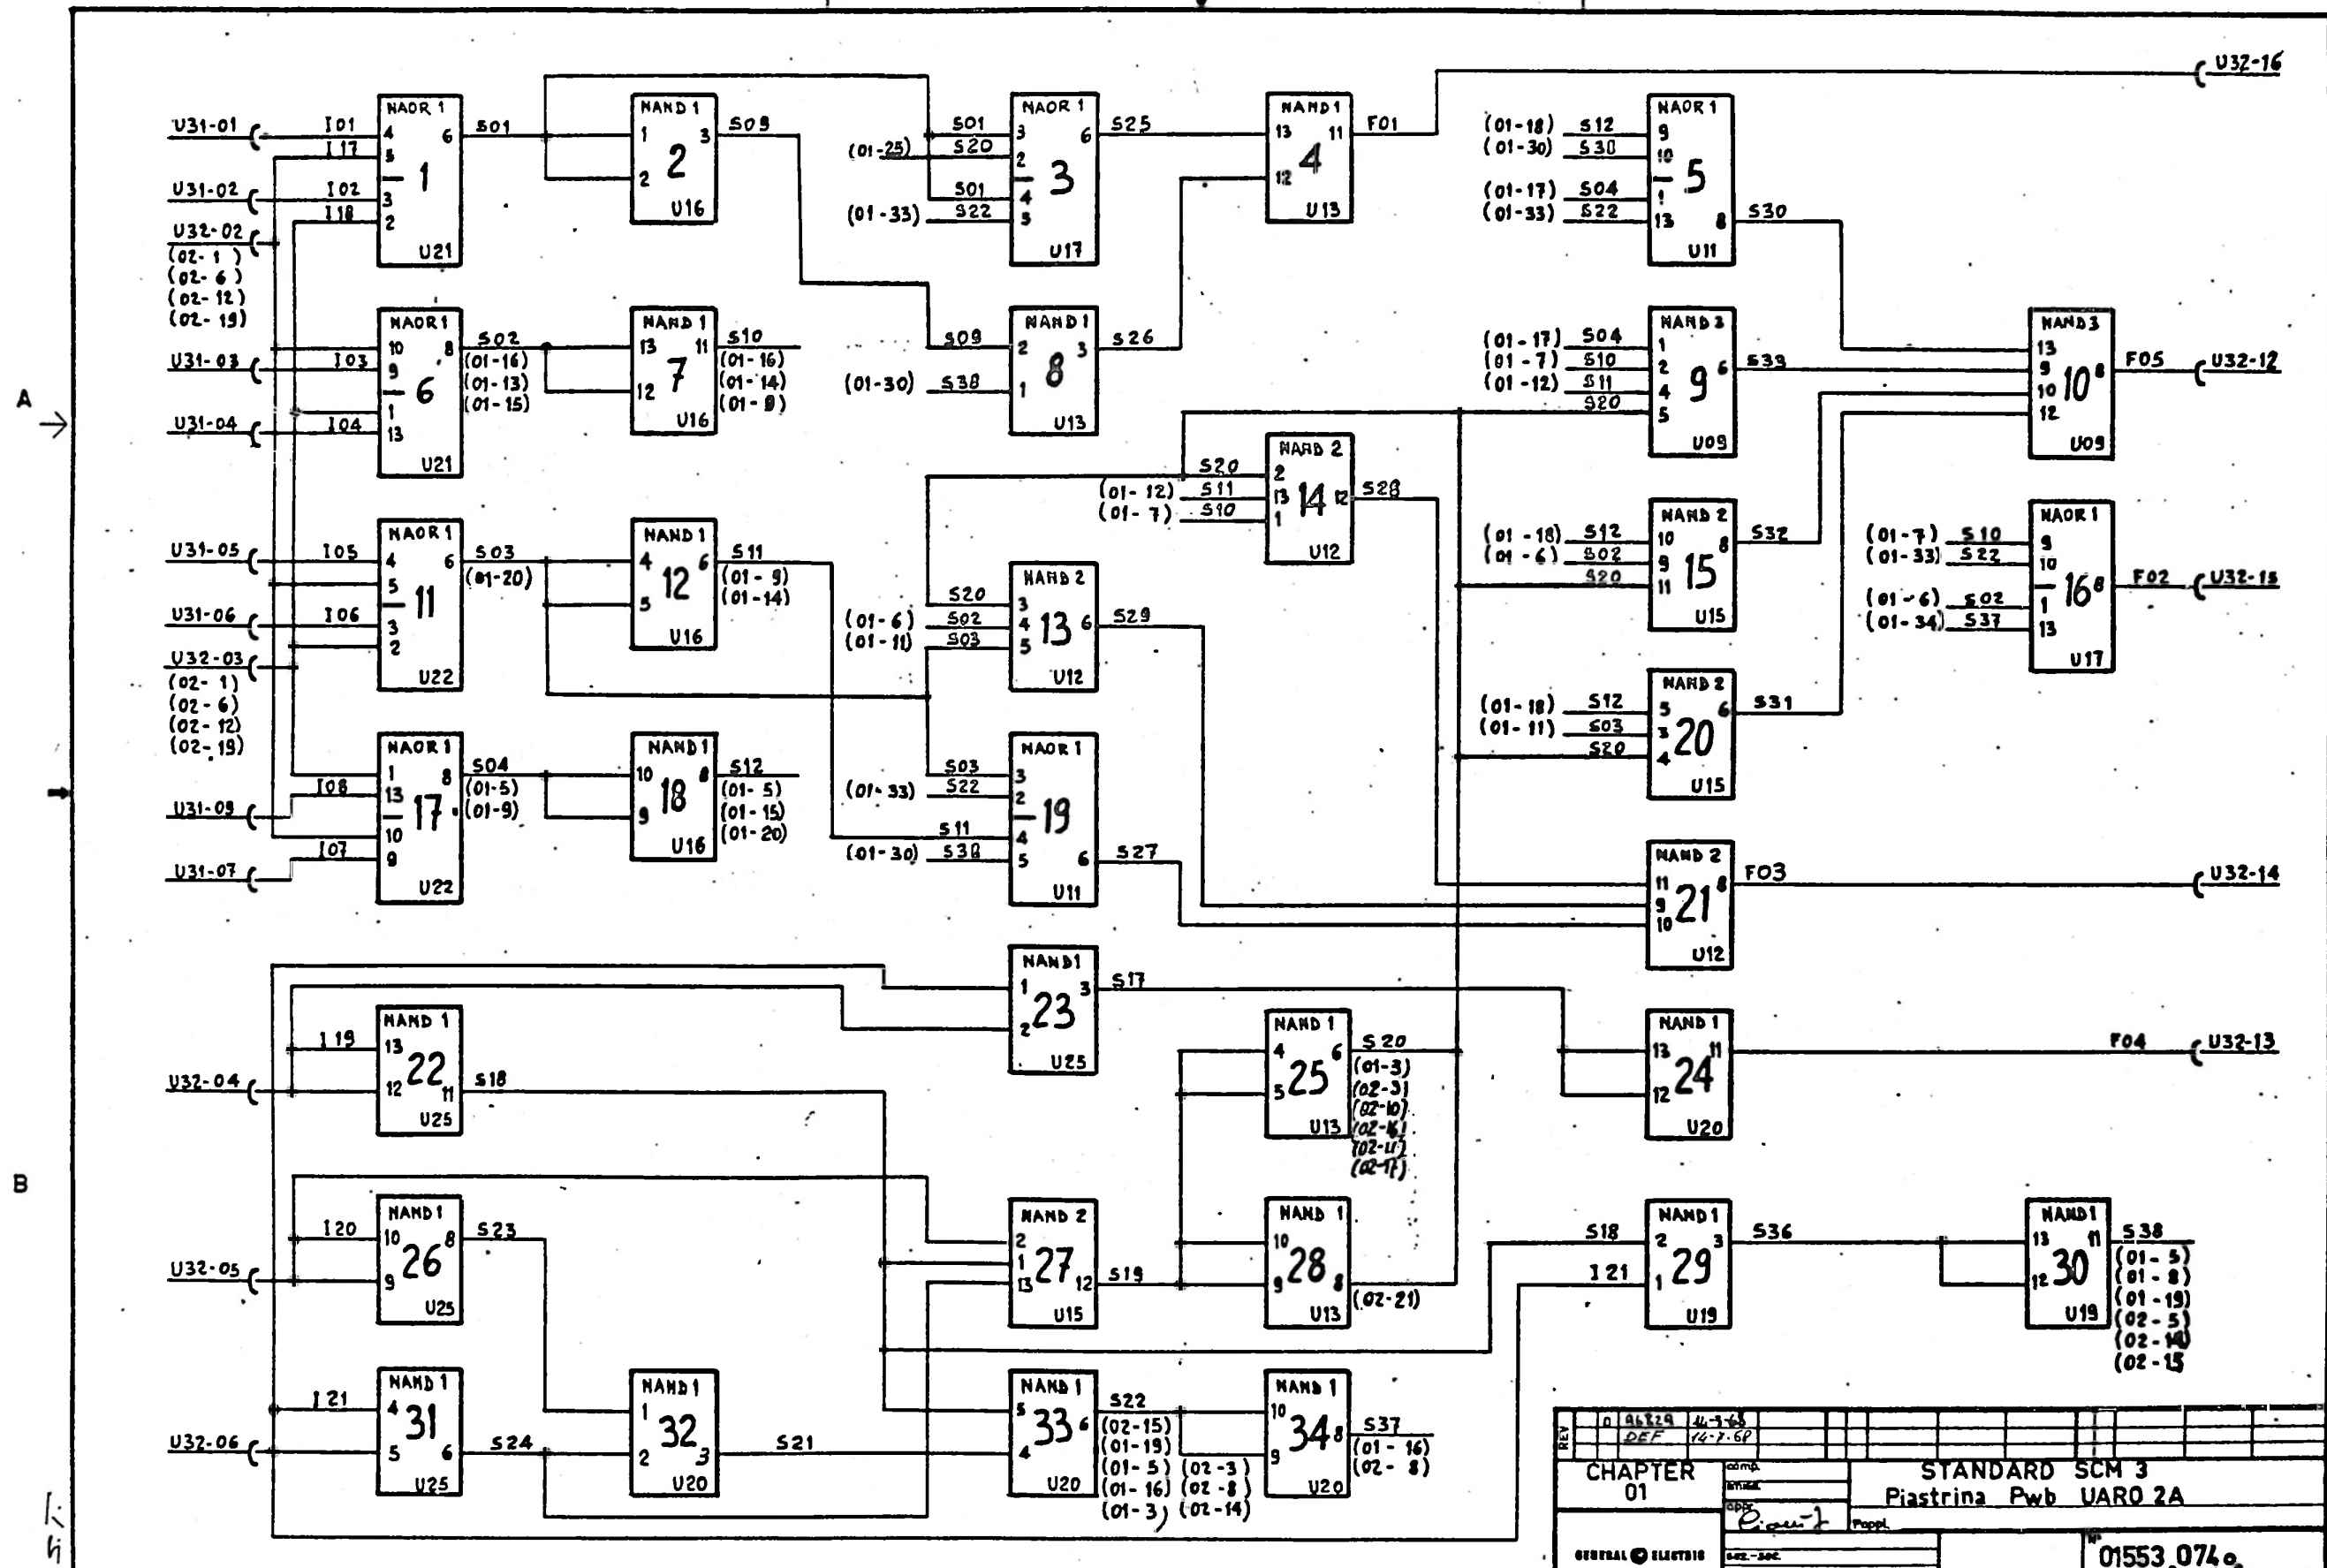 U32-16
NAOR 1
U31-01 I01 4 6 S01
I17 5
1
U31-02 I02 3
I18 2
U21
U32-02
(02-1)
(02-6)
(02-12)
(02-19)
NAND 1
1 3 S09
2
2
U16
NAOR 1
S01 3 6 S25
(01-25) S20 2
3
S01 4
(01-33) S22 5
U17
NAND 1
13 11 F01
4
12
U13
NAOR 1
(01-18) S12 9
(01-30) S38 10
5
(01-17) S04 1
(01-33) S22 13 8 S30
U11
NAOR 1
10 8 S02
U31-03 I03 9
(01-16)
(01-13)
(01-15)
6
1
U31-04 I04 13
U21
NAND 1
13 11 S10
7
12
U16
(01-16)
(01-14)
(01-9)
NAND 1
S09 2 3 S26
8
(01-30) S38 1
U13
NAND 3
(01-17) S04 1
(01-7) S10 2 6 S33
(01-12) S11 4
S20 5
9
U09
NAND 3
13
9 8 F05 U32-12
10
12
10
U09
NAND 2
S20 2
(01-12) S11 13 12 S28
(01-7) S10 1
14
U12
NAOR 1
U31-05 I05 4 6 S03
(01-20)
5
11
U31-06 I06 3
2
U22
U32-03
(02-1)
(02-6)
(02-12)
(02-19)
NAND 1
4 6 S11
12
5
U16
(01-9)
(01-14)
NAND 2
S20 3
(01-6) S02 4 6 S29
(01-11) S03 5
13
U12
NAND 2
(01-18) S12 10 8 S32
(01-6) S02 9
S20 11
15
U15
NAOR 1
(01-7) S10 9
(01-33) S22 10
16 8 F02 U32-15
(01-6) S02 1
(01-34) S37 13
U17
NAND 2
(01-18) S12 5 6 S31
(01-11) S03 3
S20 4
20
U15
NAOR 1
1 8 S04
I08 13
(01-5)
(01-9)
17
U31-09
10
I07 9
U31-07
U22
NAND 1
10 8 S12
18
9
U16
(01-5)
(01-15)
(01-20)
NAOR 1
S03 3
(01-33) S22 2
19
S11 4
(01-30) S38 5 6 S27
U11
NAND 2
11 8 F03 U32-14
9
10
21
U12
NAND 1
1 3 S17
23
2
U25
NAND 1
I19 13
22
U32-04 12 11 S18
U25
NAND 1
4 6 S20
25
5
U13
(01-3)
(02-3)
(02-10)
(02-11)
(02-17)
NAND 1
13 11
24
12
U20
F04 U32-13
NAND 1
I20 10 8 S23
26
U32-05 9
U25
NAND 2
2
1
13 12 S19
27
U15
NAND 1
10
28
9 8
U13
(02-21)
NAND 1
S18 2 3 S36
29
I21 1
U19
NAND 1
13 11 S38
30
12
U19
(01-5)
(01-8)
(01-19)
(02-5)
(02-15
NAND 1
I21 4
31
U32-06 5 6 S24
U25
NAND 1
1
32
2 3 S21
U20
NAND 1
5 6 S22
33
4
U20
(02-15)
(01-19)
(01-5) (02-3)
(01-16) (02-8)
(01-3) (02-14)
NAND 1
10 8 S37
34
9
U20
(01-16)
(02-8)
A
B
REV
DEF
CHAPTER
01
STANDARD SCM 3
Piastrina Pwb UARO 2A
GENERAL ELECTRIC
01553.074